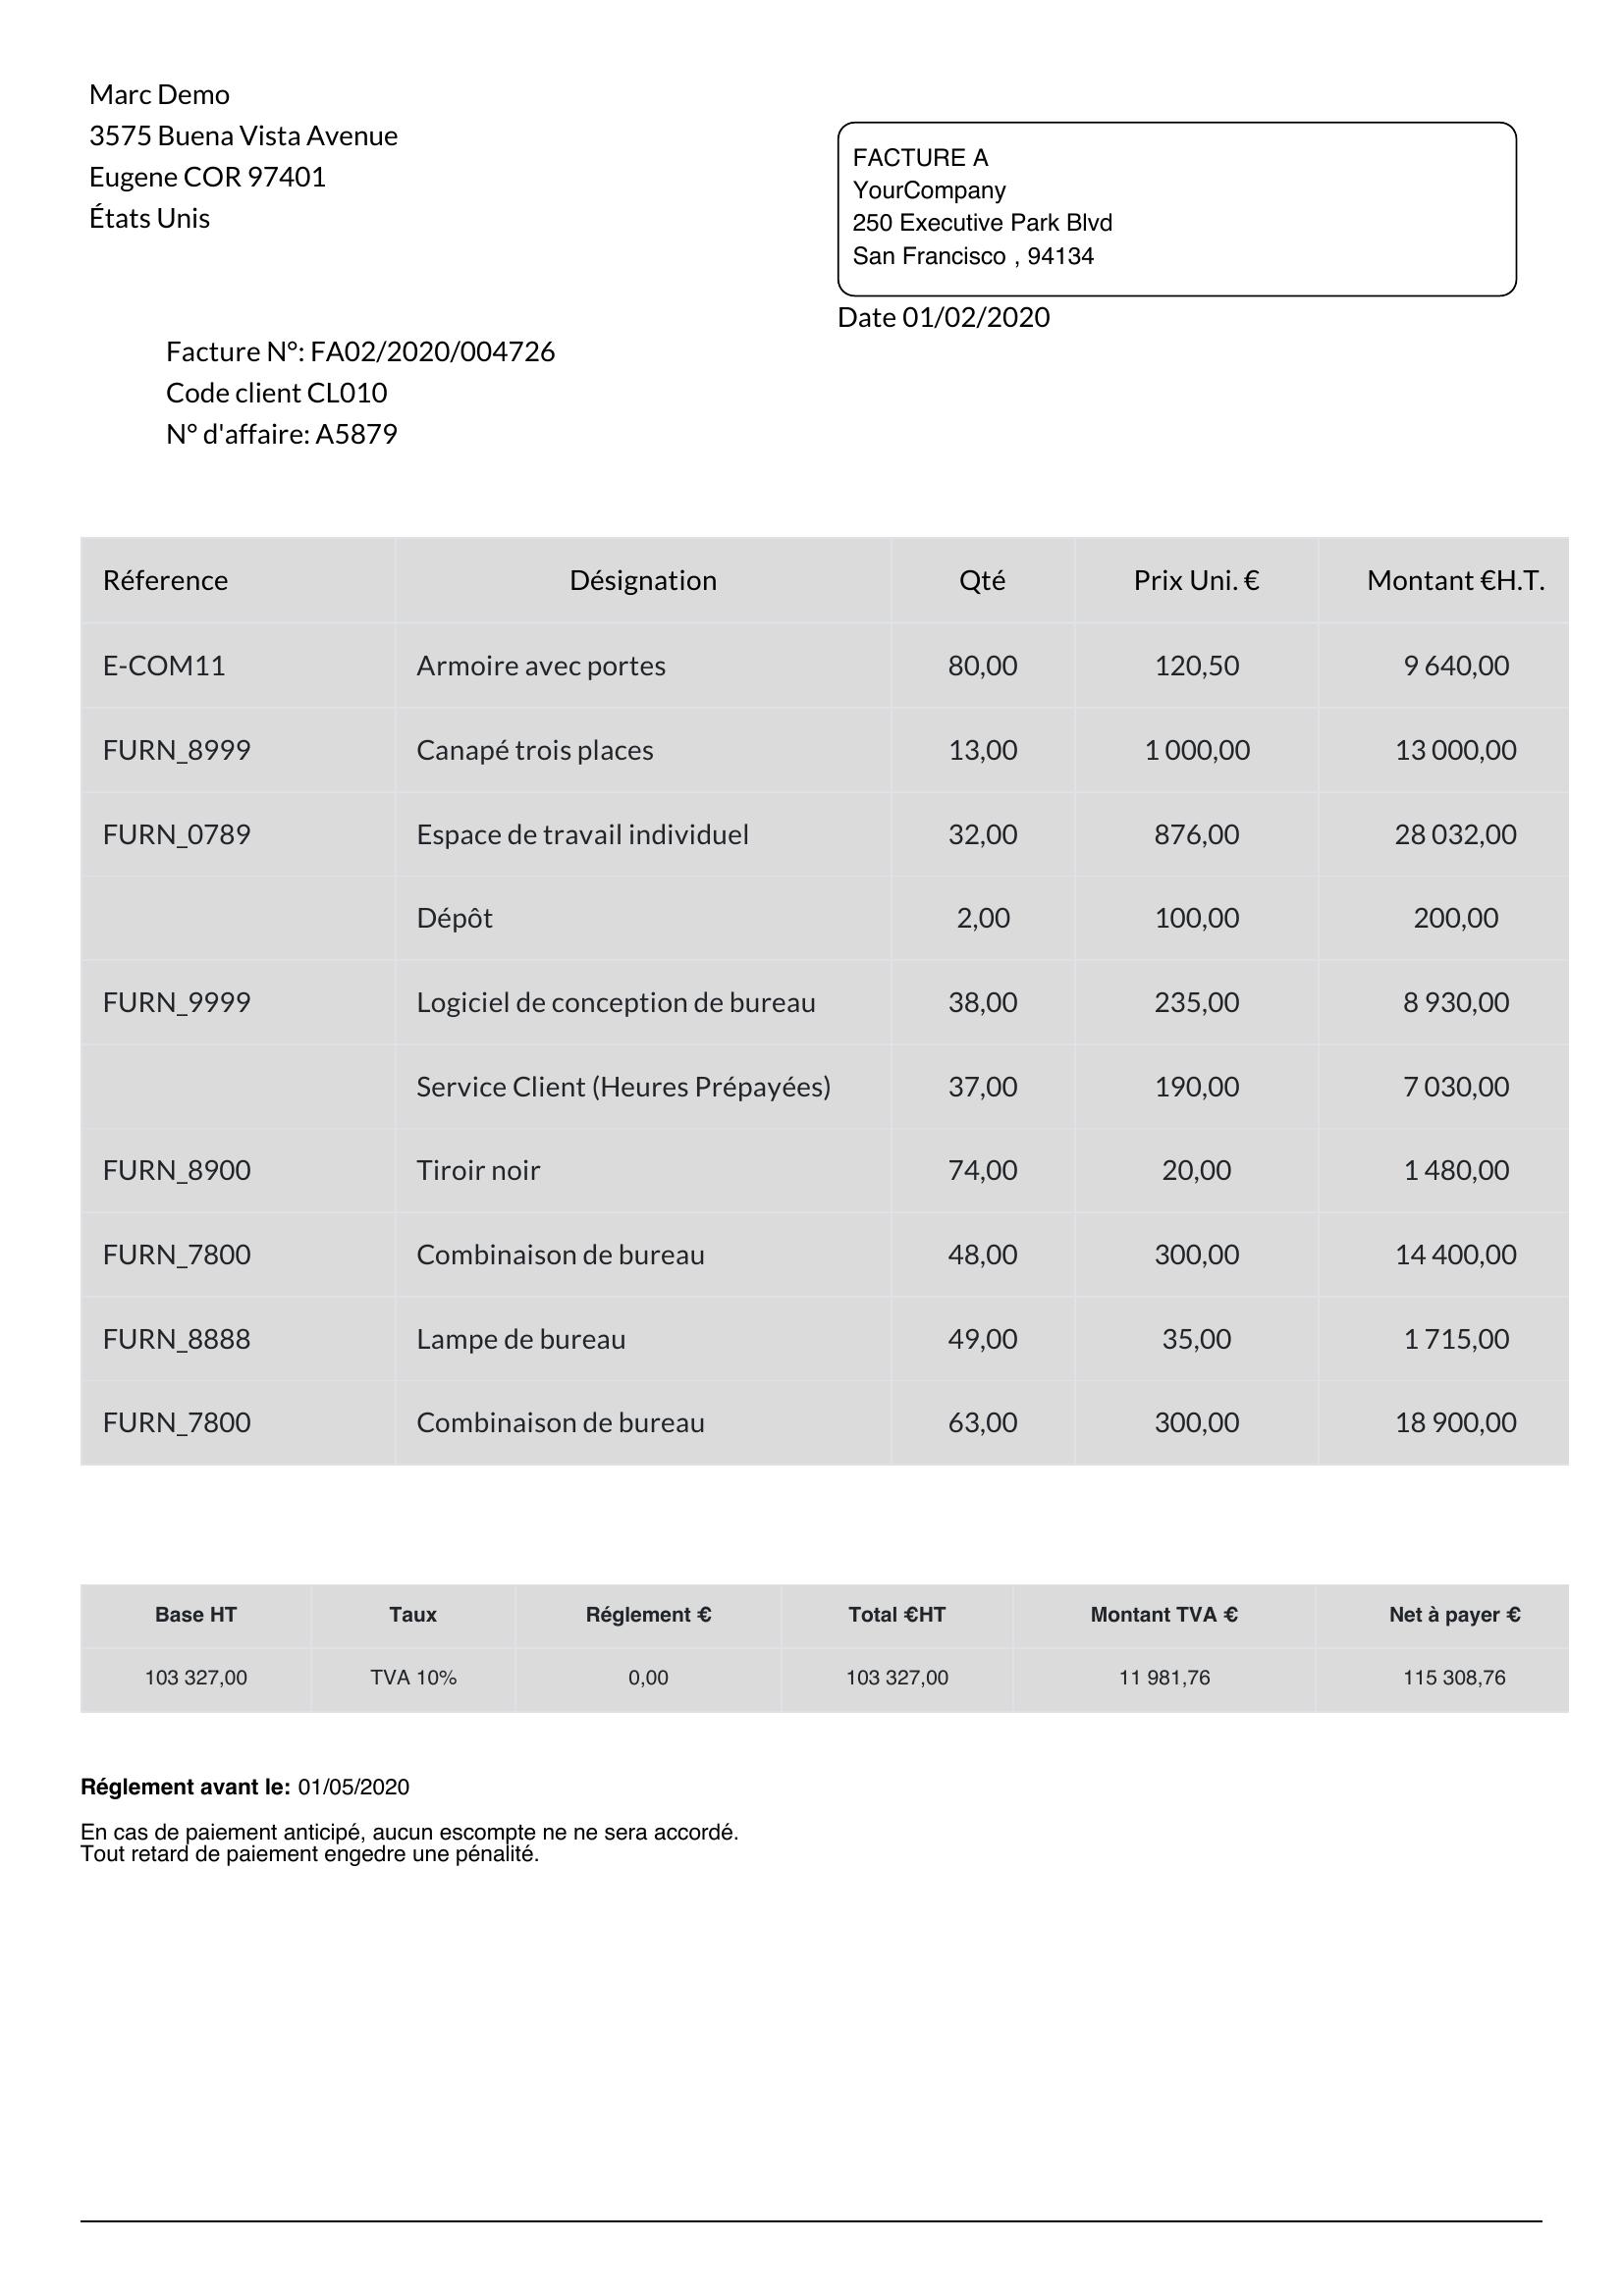 Marc Demo
3575 Buena Vista Avenue
Eugene COR 97401
États Unis
FACTURE A
YourCompany
250 Executive Park Blvd
San Francisco , 94134
Date 01/02/2020
Facture N°: FA02/2020/004726
Code client CL010
N° d'affaire: A5879
Réference Désignation Qté Prix Uni. € Montant €H.T.
E-COM11 Armoire avec portes 80,00 120,50 9 640,00
FURN_8999 Canapé trois places 13,00 1 000,00 13 000,00
FURN_0789 Espace de travail individuel 32,00 876,00 28 032,00
Dépôt 2,00 100,00 200,00
FURN_9999 Logiciel de conception de bureau 38,00 235,00 8 930,00
Service Client (Heures Prépayées) 37,00 190,00 7 030,00
FURN_8900 Tiroir noir 74,00 20,00 1 480,00
FURN_7800 Combinaison de bureau 48,00 300,00 14 400,00
FURN_8888 Lampe de bureau 49,00 35,00 1 715,00
FURN_7800 Combinaison de bureau 63,00 300,00 18 900,00
Base HT Taux Réglement € Total €HT Montant TVA € Net à payer €
103 327,00 TVA 10% 0,00 103 327,00 11 981,76 115 308,76
Réglement avant le: 01/05/2020
En cas de paiement anticipé, aucun escompte ne ne sera accordé.
Tout retard de paiement engedre une pénalité.